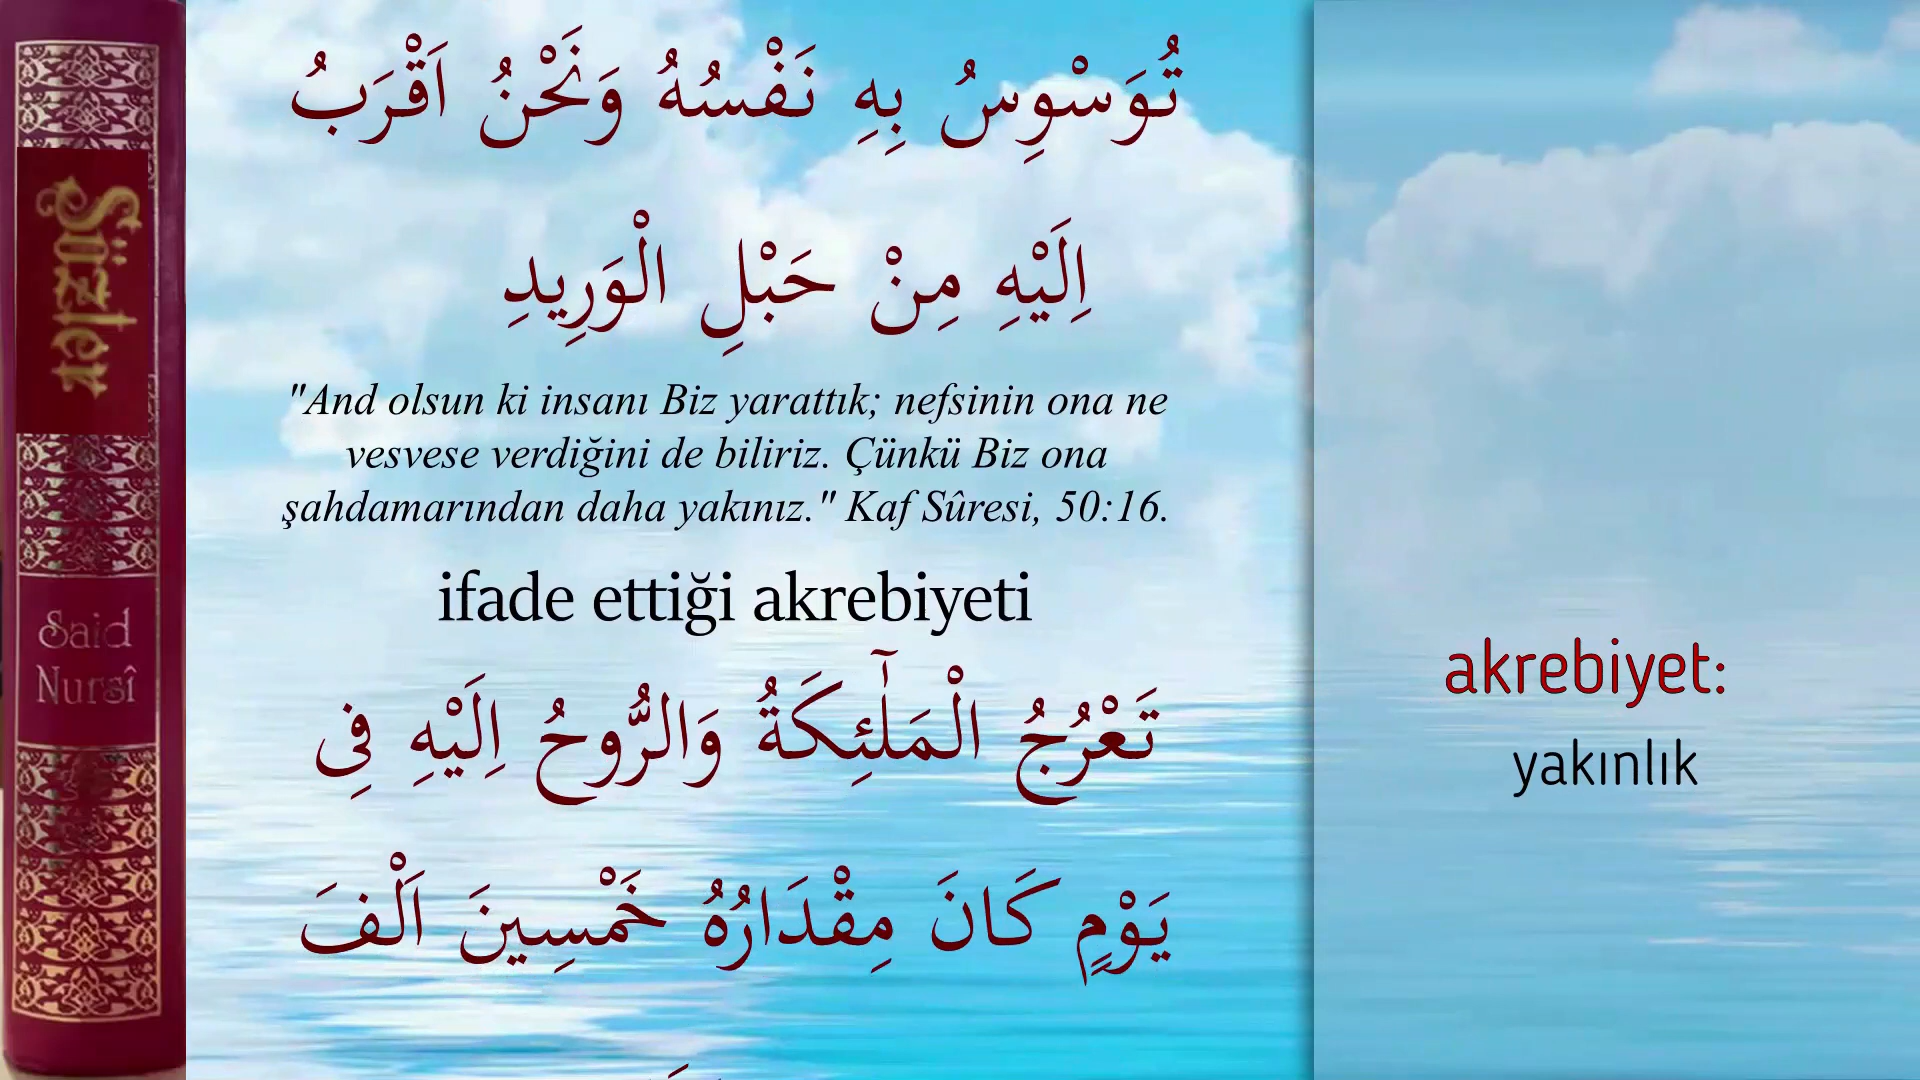 Sözler
Said
Nursî
تُوَسْوِسُ بِهِ نَفْسُهُ وَنَحْنُ اَقْرَبُ
اِلَيْهِ مِنْ حَبْلِ الْوَرِيدِ
"And olsun ki insanı Biz yarattık; nefsinin ona ne
vesvese verdiğini de biliriz. Çünkü Biz ona
şahdamarından daha yakınız." Kaf Sûresi, 50:16.
ifade ettiği akrebiyeti
تَعْرُجُ الْمَلٰٓئِكَةُ وَالرُّوحُ اِلَيْهِ فِى
يَوْمٍ كَانَ مِقْدَارُهُ خَمْسِينَ اَلْفَ
akrebiyet:
yakınlık